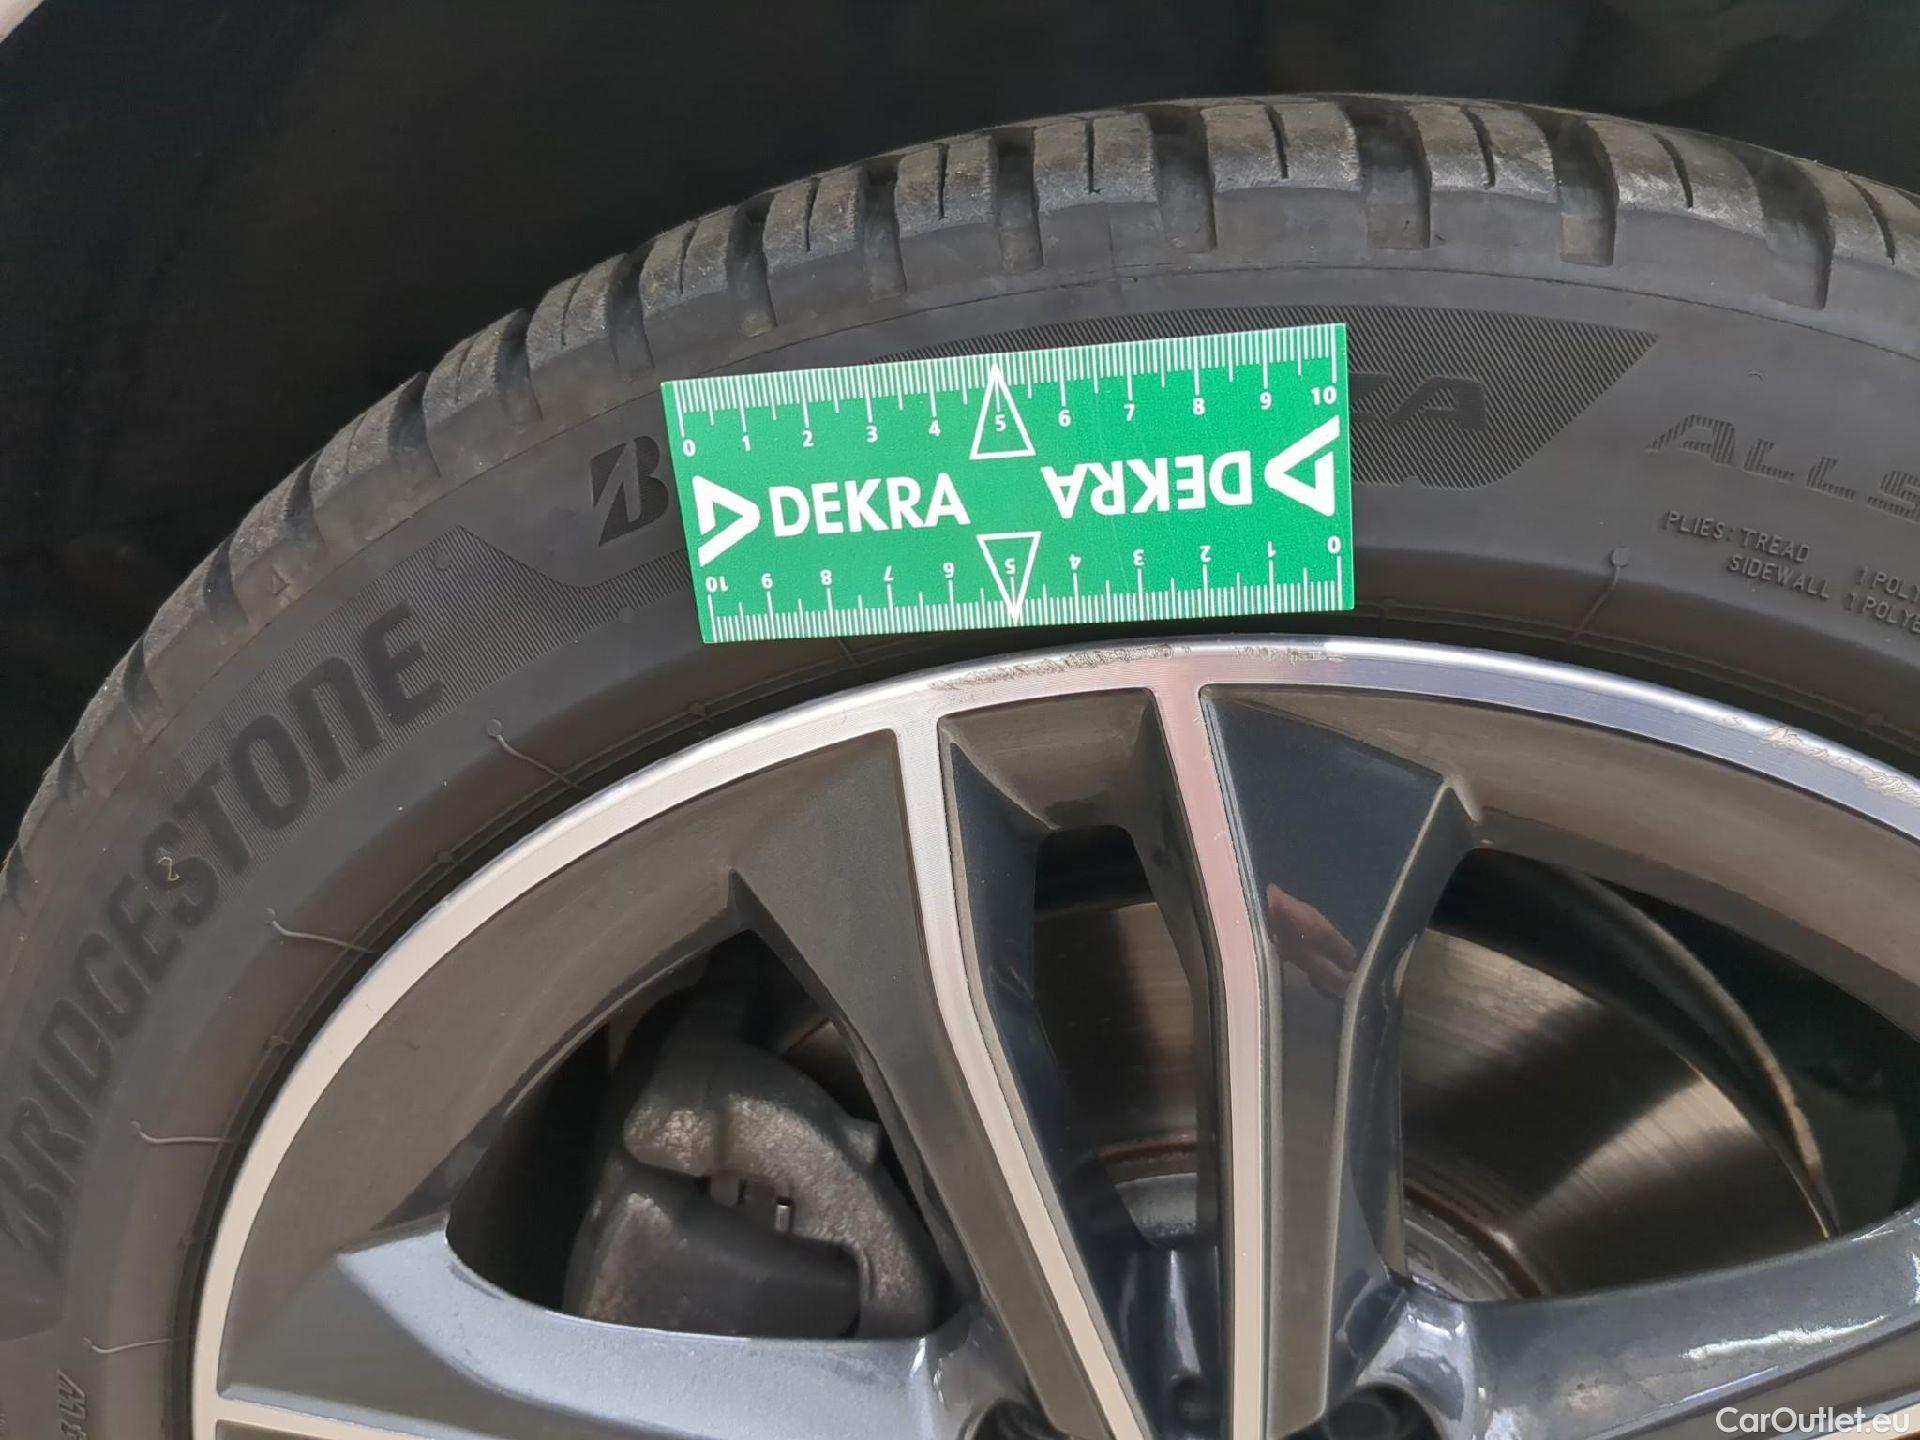 0 1 2 3 4 5 6 7 8 9 10
DEKRA
DEKRA
10 9 8 7 6 5 4 3 2 1 0
BRIDGESTONE
PLIES: TREAD
SIDEWALL
CarOutlet.eu